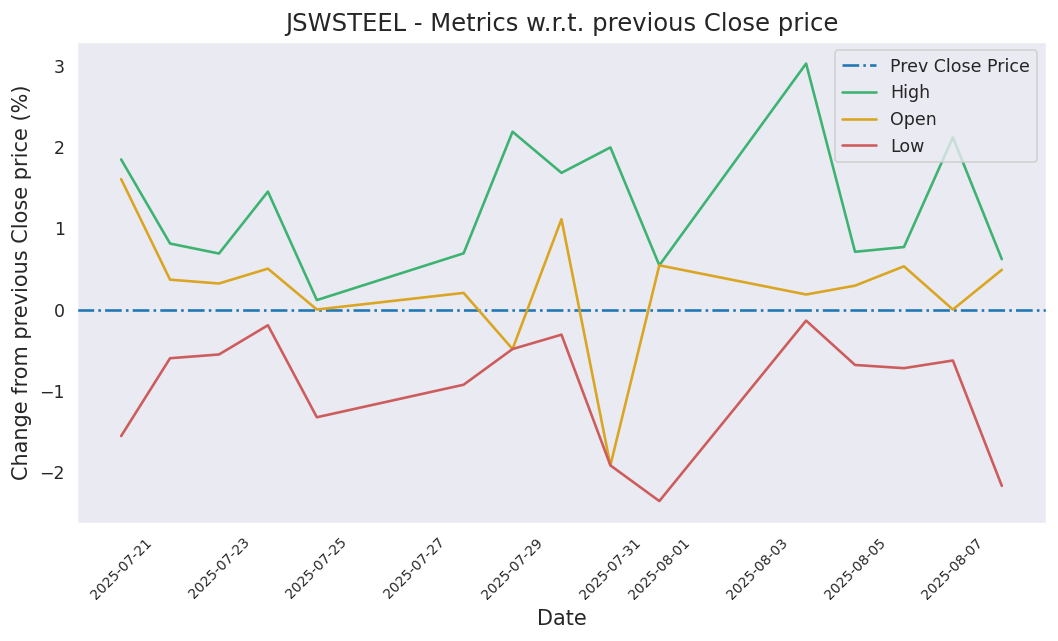 JSWSTEEL - Metrics w.r.t. previous Close price
Change from previous Close price (%)
3
2
1
0
−1
−2
Prev Close Price
High
Open
Low
2025-07-21
2025-07-23
2025-07-25
2025-07-27
2025-07-29
2025-07-31
2025-08-01
2025-08-03
2025-08-05
2025-08-07
Date